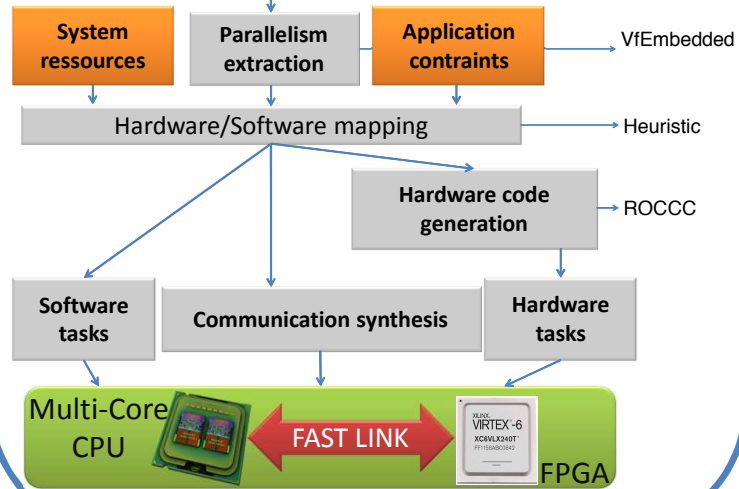 System
ressources
Parallelism
extraction
Application
contraints
VfEmbedded
Hardware/Software mapping
Heuristic
Hardware code
generation
ROCCC
Software
tasks
Communication synthesis
Hardware
tasks
Multi-Core
CPU
FAST LINK
XILINX
VIRTEX-6
XC6VLX240T
FF1156ABC0842
FPGA